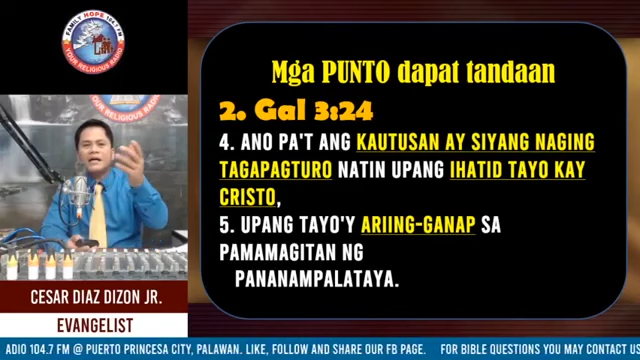 FAMILY HOPE 104.7 FM
YOUR RELIGIOUS RADIO
Mga PUNTO dapat tandaan
2. Gal 3:24
4. ANO PA'T ANG KAUTUSAN AY SIYANG NAGING
TAGAPAGTURO NATIN UPANG IHATID TAYO KAY
CRISTO,
5. UPANG TAYO'Y ARIING-GANAP SA
PAMAMAGITAN NG
PANANAMPALATAYA.
CESAR DIAZ DIZON JR.
EVANGELIST
ADIO 104.7 FM @ PUERTO PRINCESA CITY, PALAWAN. LIKE, FOLLOW AND SHARE OUR FB PAGE. FOR BIBLE QUESTIONS YOU MAY CONTACT US